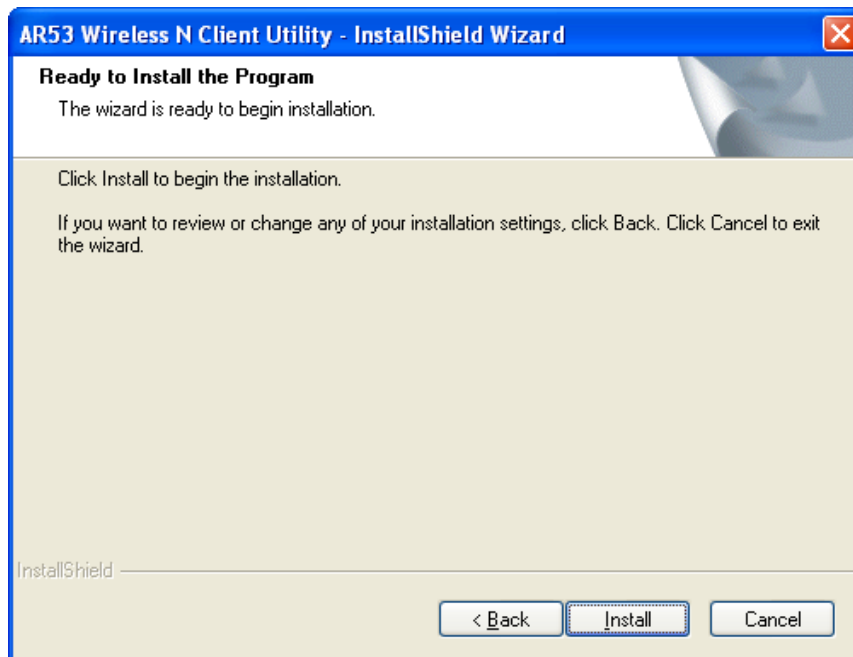 AR53 Wireless N Client Utility - InstallShield Wizard
Ready to Install the Program
The wizard is ready to begin installation.
Click Install to begin the installation.
If you want to review or change any of your installation settings, click Back. Click Cancel to exit
the wizard.
InstallShield
< Back
Install
Cancel